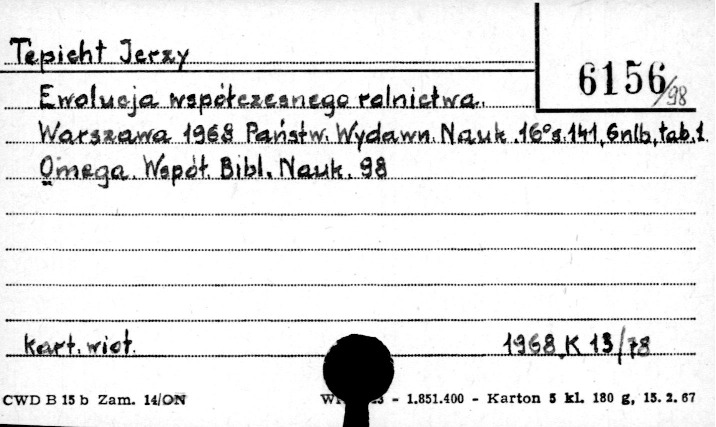 Tepicht Jerzy
6156/98
Ewolucja współczesnego rolnictwa.
Warszawa 1968 Państw. Wydawn. Nauk. 16°s. 141, 6nlb, tab. 1.
Omega. Współ. Bibl. Nauk. 98
kart. wiot. 1968 K 13/78
CWD B 15 b Zam. 14/ON - 1.851.400 - Karton 5 kl. 180 g, 15. 2. 67